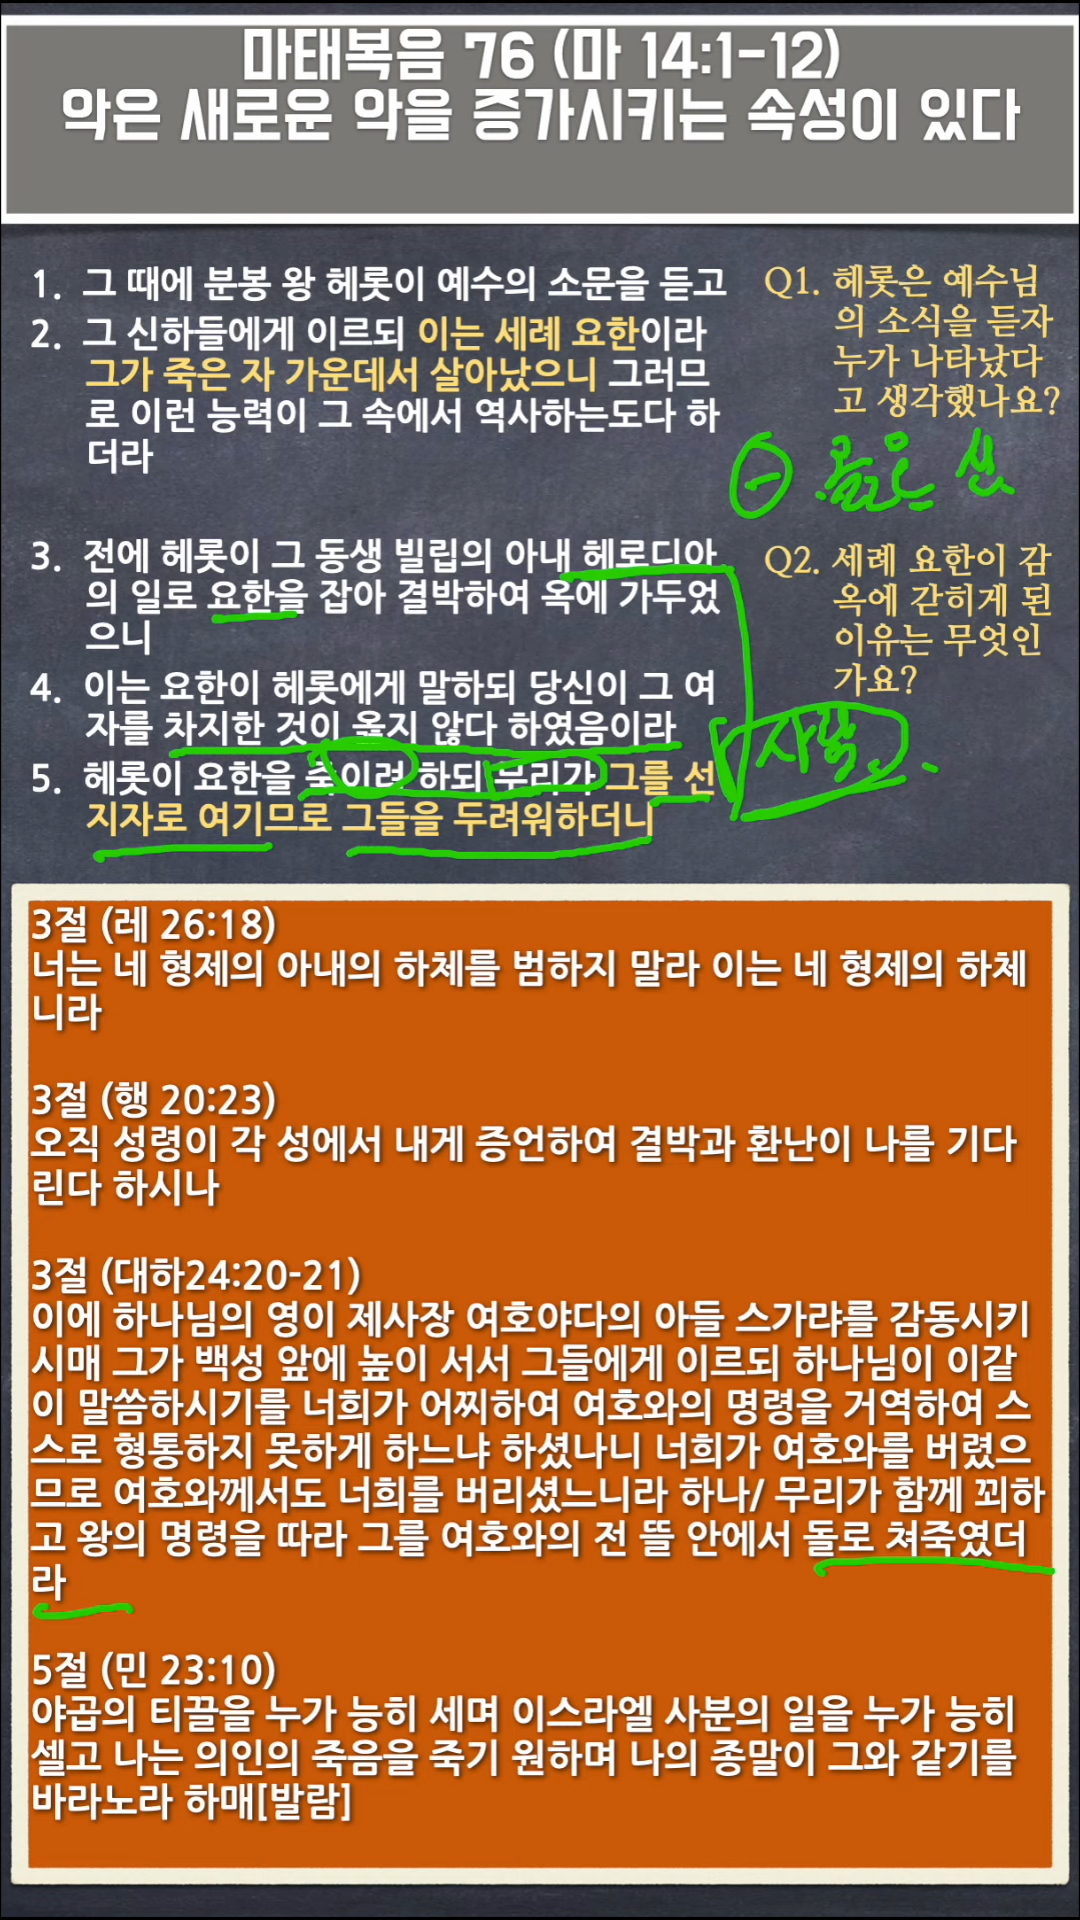 마태복음 76 (마 14:1-12)
악은 새로운 악을 증가시키는 속성이 있다
1. 그 때에 분봉 왕 헤롯이 예수의 소문을 듣고
2. 그 신하들에게 이르되 이는 세례 요한이라
그가 죽은 자 가운데서 살아났으니 그러므
로 이런 능력이 그 속에서 역사하는도다 하
더라
Q1. 헤롯은 예수님
의 소식을 듣자
누가 나타났다
고 생각했나요?
3. 전에 헤롯이 그 동생 빌립의 아내 헤로디아
의 일로 요한을 잡아 결박하여 옥에 가두었
으니
4. 이는 요한이 헤롯에게 말하되 당신이 그 여
자를 차지한 것이 옳지 않다 하였음이라
5. 헤롯이 요한을 죽이려 하되 무리가 그를 선
지자로 여기므로 그들을 두려워하더니
Q2. 세례 요한이 감
옥에 갇히게 된
이유는 무엇인
가요?
3절 (레 26:18)
너는 네 형제의 아내의 하체를 범하지 말라 이는 네 형제의 하체
니라
3절 (행 20:23)
오직 성령이 각 성에서 내게 증언하여 결박과 환난이 나를 기다
린다 하시나
3절 (대하24:20-21)
이에 하나님의 영이 제사장 여호야다의 아들 스가랴를 감동시키
시매 그가 백성 앞에 높이 서서 그들에게 이르되 하나님이 이같
이 말씀하시기를 너희가 어찌하여 여호와의 명령을 거역하여 스
스로 형통하지 못하게 하느냐 하셨나니 너희가 여호와를 버렸으
므로 여호와께서도 너희를 버리셨느니라 하나/ 무리가 함께 꾀하
고 왕의 명령을 따라 그를 여호와의 전 뜰 안에서 돌로 쳐죽였더
라
5절 (민 23:10)
야곱의 티끌을 누가 능히 세며 이스라엘 사분의 일을 누가 능히
셀고 나는 의인의 죽음을 죽기 원하며 나의 종말이 그와 같기를
바라노라 하매[발람]